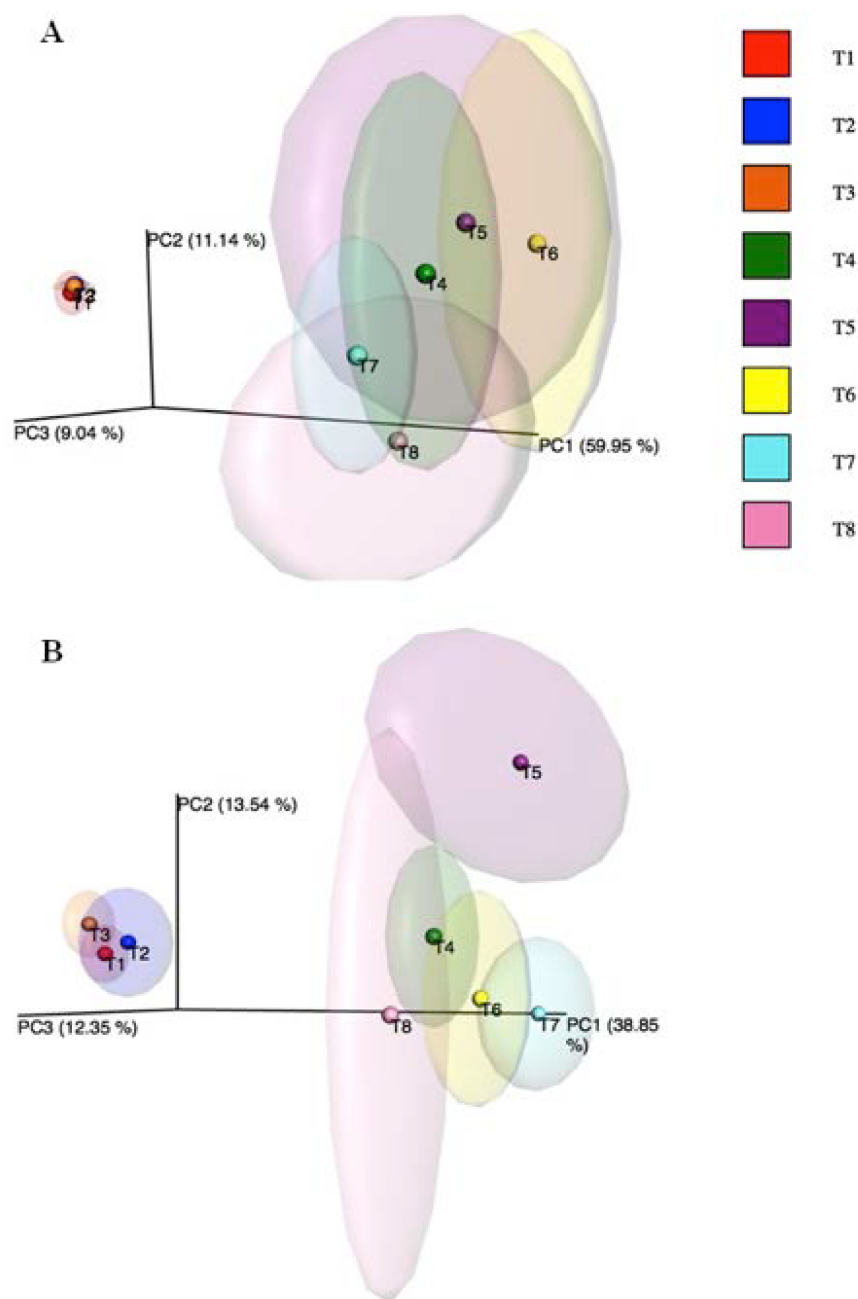 A
T1
T2
T3
T4
T5
T6
T7
T8
PC2 (11.14 %)
T5
T6
T4
T1
T7
PC3 (9.04 %)
T8
PC1 (59.95 %)
B
T5
PC2 (13.54 %)
T3
T2
T1
T4
T6
T8
T7
PC3 (12.35 %)
PC1 (38.85
%)